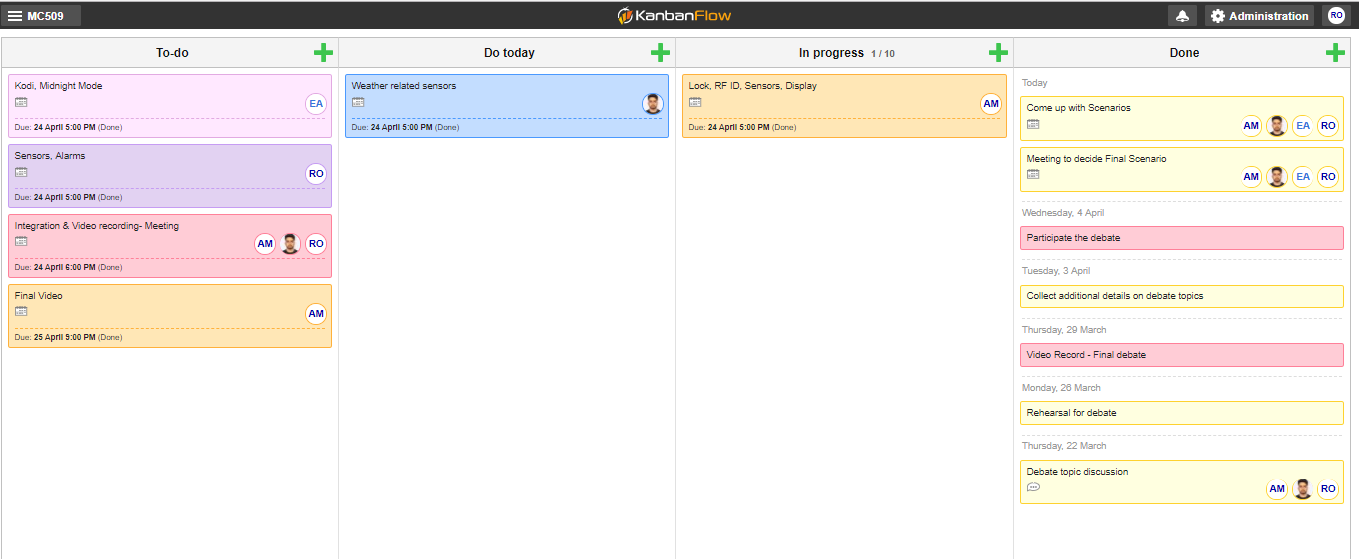 MC509
KanbanFlow
Administration
RO
To-do
Do today
In progress 1 / 10
Done
Kodi, Midnight Mode
EA
Due: 24 April 5:00 PM (Done)
Sensors, Alarms
RO
Due: 24 April 5:00 PM (Done)
Integration & Video recording- Meeting
AM RO
Due: 24 April 6:00 PM (Done)
Final Video
AM
Due: 25 April 9:00 PM (Done)
Weather related sensors
Due: 24 April 5:00 PM (Done)
Lock, RF ID, Sensors, Display
AM
Due: 24 April 5:00 PM (Done)
Today
Come up with Scenarios
AM EA RO
Meeting to decide Final Scenario
AM EA RO
Wednesday, 4 April
Participate the debate
Tuesday, 3 April
Collect additional details on debate topics
Thursday, 29 March
Video Record - Final debate
Monday, 26 March
Rehearsal for debate
Thursday, 22 March
Debate topic discussion
AM RO